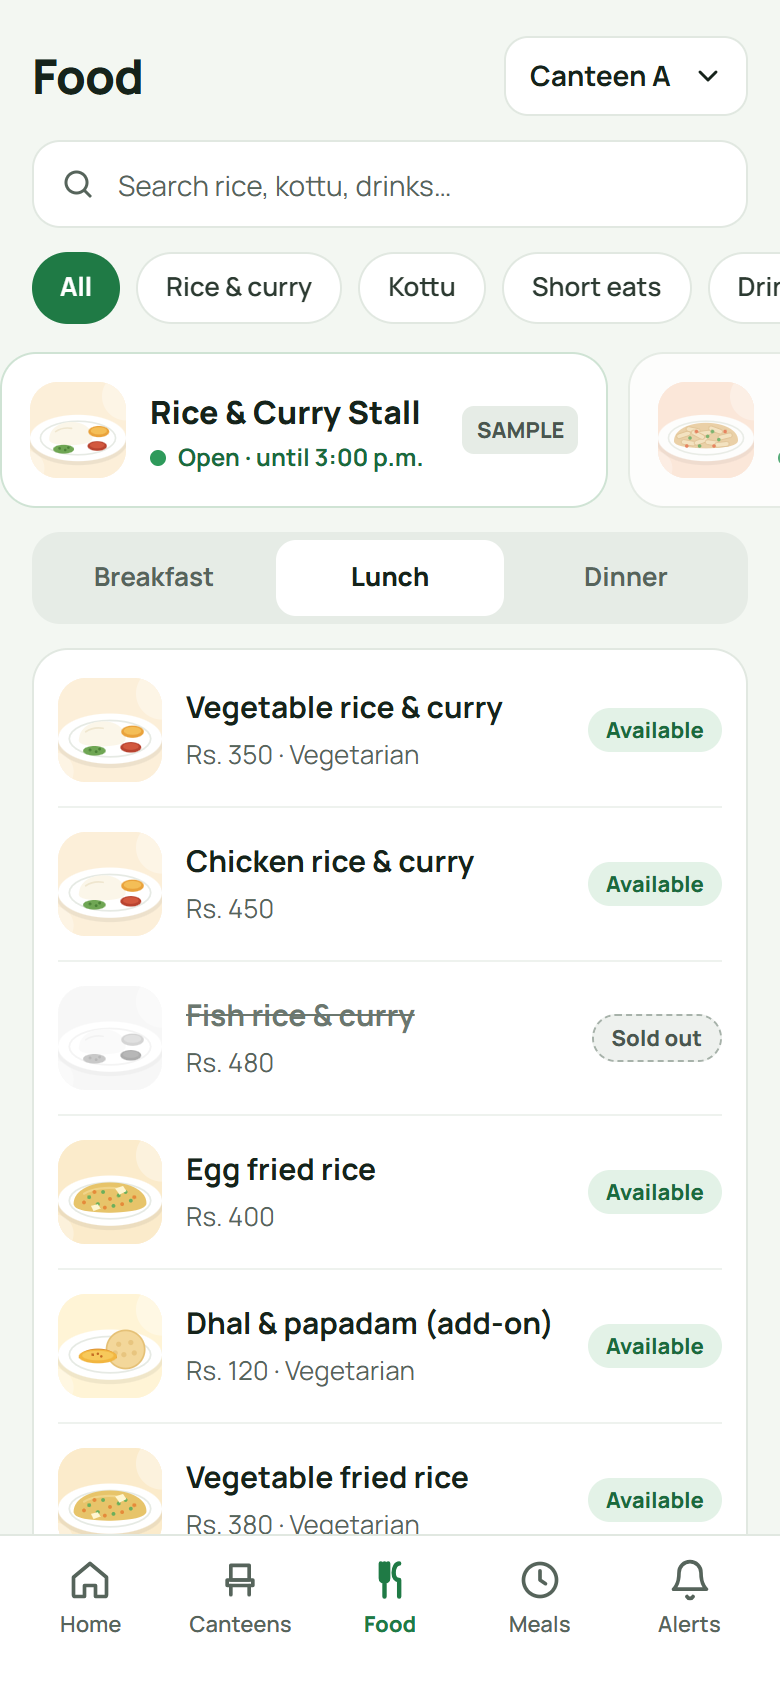 Food
Canteen A
Search rice, kottu, drinks...
All
Rice & curry
Kottu
Short eats
Rice & Curry Stall
Open · until 3:00 p.m.
SAMPLE
Breakfast
Lunch
Dinner
Vegetable rice & curry
Rs. 350 · Vegetarian
Available
Chicken rice & curry
Rs. 450
Available
Fish rice & curry
Rs. 480
Sold out
Egg fried rice
Rs. 400
Available
Dhal & papadam (add-on)
Rs. 120 · Vegetarian
Available
Vegetable fried rice
Rs. 380 · Vegetarian
Available
Home
Canteens
Food
Meals
Alerts